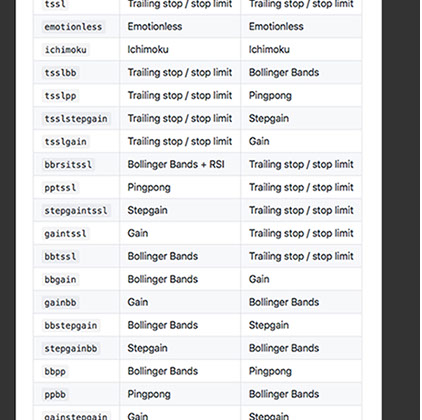 tssl Trailing stop / stop limit Trailing stop / stop limit
emotionless Emotionless Emotionless
ichimoku Ichimoku Ichimoku
tsslbb Trailing stop / stop limit Bollinger Bands
tsslpp Trailing stop / stop limit Pingpong
tsslstepgain Trailing stop / stop limit Stepgain
tsslgain Trailing stop / stop limit Gain
bbrsitssl Bollinger Bands + RSI Trailing stop / stop limit
pptssl Pingpong Trailing stop / stop limit
stepgaintssl Stepgain Trailing stop / stop limit
gaintssl Gain Trailing stop / stop limit
bbtssl Bollinger Bands Trailing stop / stop limit
bbgain Bollinger Bands Gain
gainbb Gain Bollinger Bands
bbstepgain Bollinger Bands Stepgain
stepgainbb Stepgain Bollinger Bands
bbpp Bollinger Bands Pingpong
ppbb Pingpong Bollinger Bands
gainstepgain Gain Stepgain